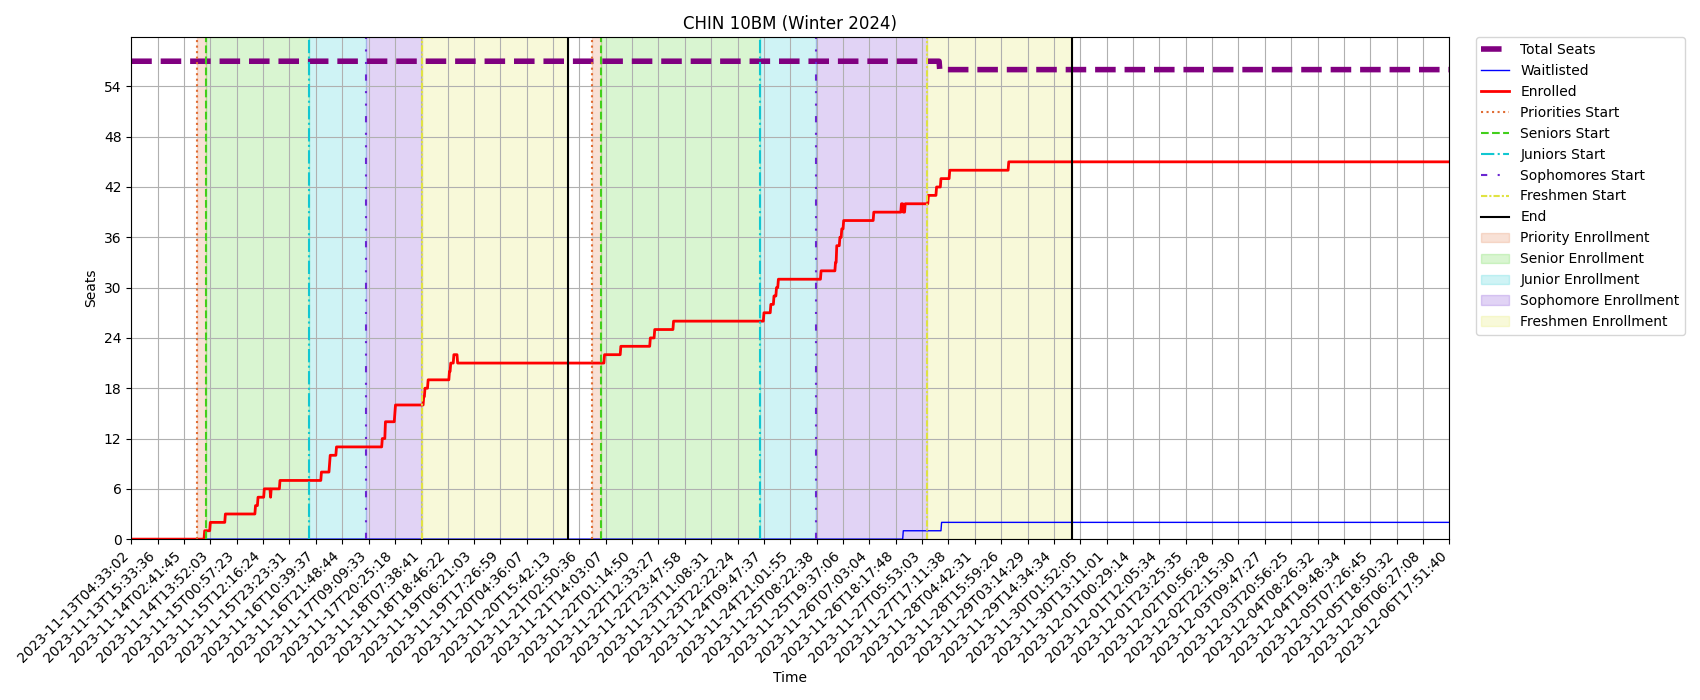 CHIN 10BM (Winter 2024)
Seats
54
48
42
36
30
24
18
12
6
0
2023-11-13T04:33:02
2023-11-13T15:33:36
2023-11-14T02:41:45
2023-11-14T13:52:03
2023-11-15T00:57:23
2023-11-15T12:16:24
2023-11-15T23:23:31
2023-11-16T10:39:37
2023-11-16T21:48:44
2023-11-17T09:09:33
2023-11-17T20:25:18
2023-11-18T07:38:41
2023-11-18T18:46:22
2023-11-19T06:21:03
2023-11-19T17:26:59
2023-11-20T04:36:07
2023-11-20T15:42:13
2023-11-21T02:50:36
2023-11-21T14:03:07
2023-11-22T01:14:50
2023-11-22T12:33:27
2023-11-22T23:47:58
2023-11-23T11:08:31
2023-11-23T22:22:24
2023-11-24T09:47:37
2023-11-24T21:01:55
2023-11-25T08:22:38
2023-11-25T19:37:06
2023-11-26T07:03:04
2023-11-26T18:17:48
2023-11-27T05:53:03
2023-11-27T17:11:38
2023-11-28T04:42:31
2023-11-28T15:59:26
2023-11-29T03:14:29
2023-11-29T14:34:34
2023-11-30T01:52:05
2023-11-30T13:11:01
2023-12-01T00:29:14
2023-12-01T12:05:34
2023-12-01T23:25:35
2023-12-02T10:56:28
2023-12-02T22:15:30
2023-12-03T09:47:27
2023-12-03T20:56:25
2023-12-04T08:26:32
2023-12-04T19:48:34
2023-12-05T07:26:45
2023-12-05T18:50:32
2023-12-06T06:27:08
2023-12-06T17:51:40
Time
Total Seats
Waitlisted
Enrolled
Priorities Start
Seniors Start
Juniors Start
Sophomores Start
Freshmen Start
End
Priority Enrollment
Senior Enrollment
Junior Enrollment
Sophomore Enrollment
Freshmen Enrollment